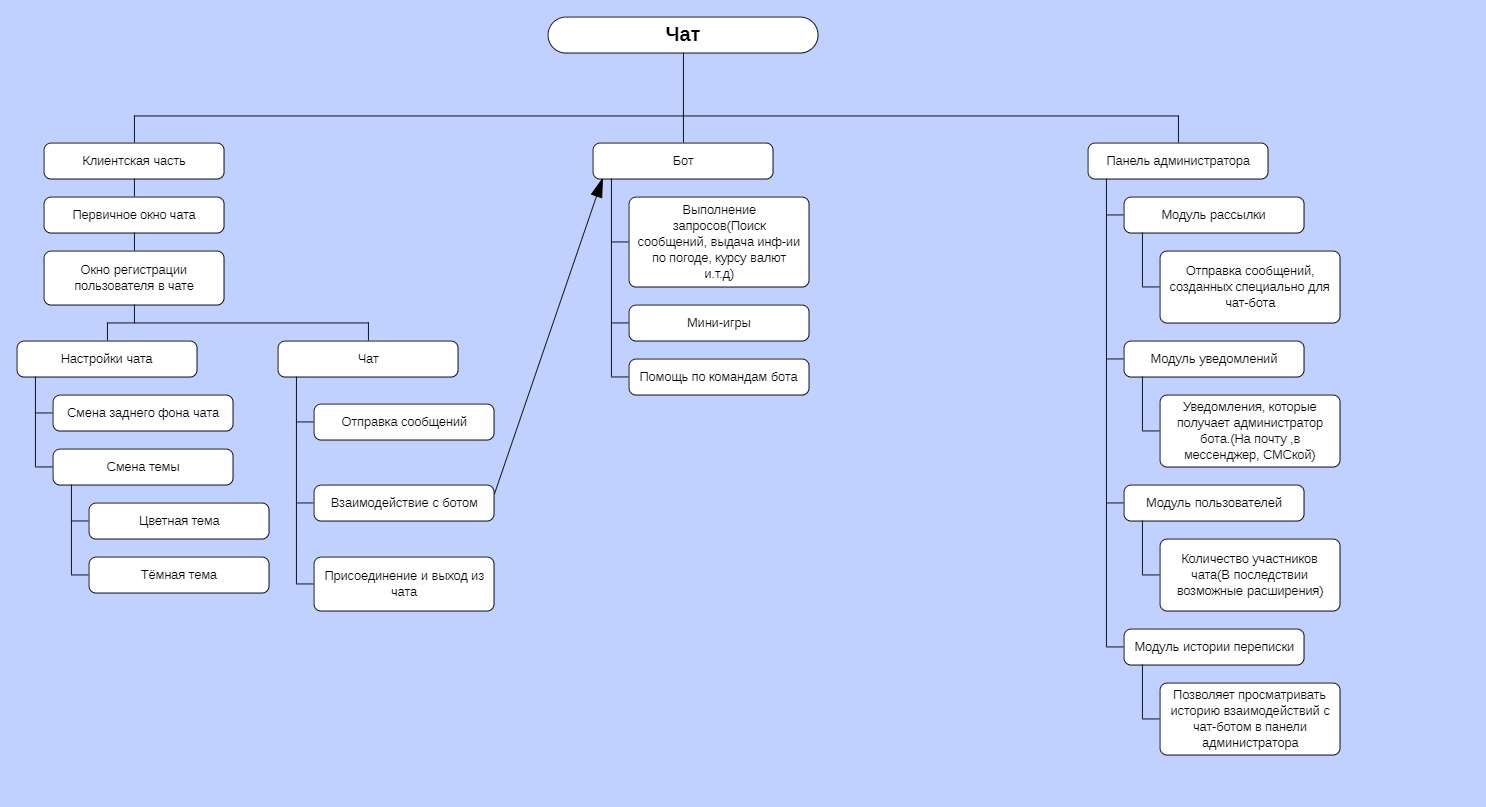 Чат
Клиентская часть
Первичное окно чата
Окно регистрации
пользователя в чате
Настройки чата
Смена заднего фона чата
Смена темы
Цветная тема
Тёмная тема
Чат
Отправка сообщений
Взаимодействие с ботом
Присоединение и выход из
чата
Бот
Выполнение
запросов(Поиск
сообщений, выдача инф-ии
по погоде, курсу валют
и.т.д)
Мини-игры
Помощь по командам бота
Панель администратора
Модуль рассылки
Отправка сообщений,
созданных специально для
чат-бота
Модуль уведомлений
Уведомления, которые
получает администратор
бота.(На почту ,в
мессенджер, СМСкой)
Модуль пользователей
Количество участников
чата(В последствии
возможные расширения)
Модуль истории переписки
Позволяет просматривать
историю взаимодействий с
чат-ботом в панели
администратора